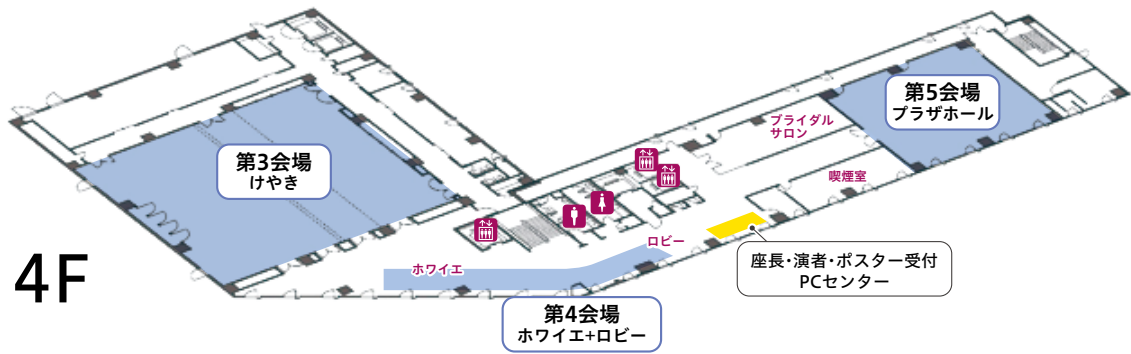 第5会場
プラザホール
ブライダル
サロン
第3会場
けやき
喫煙室
ロビー
ホワイエ
座長・演者・ポスター受付
PCセンター
4F
第4会場
ホワイエ+ロビー